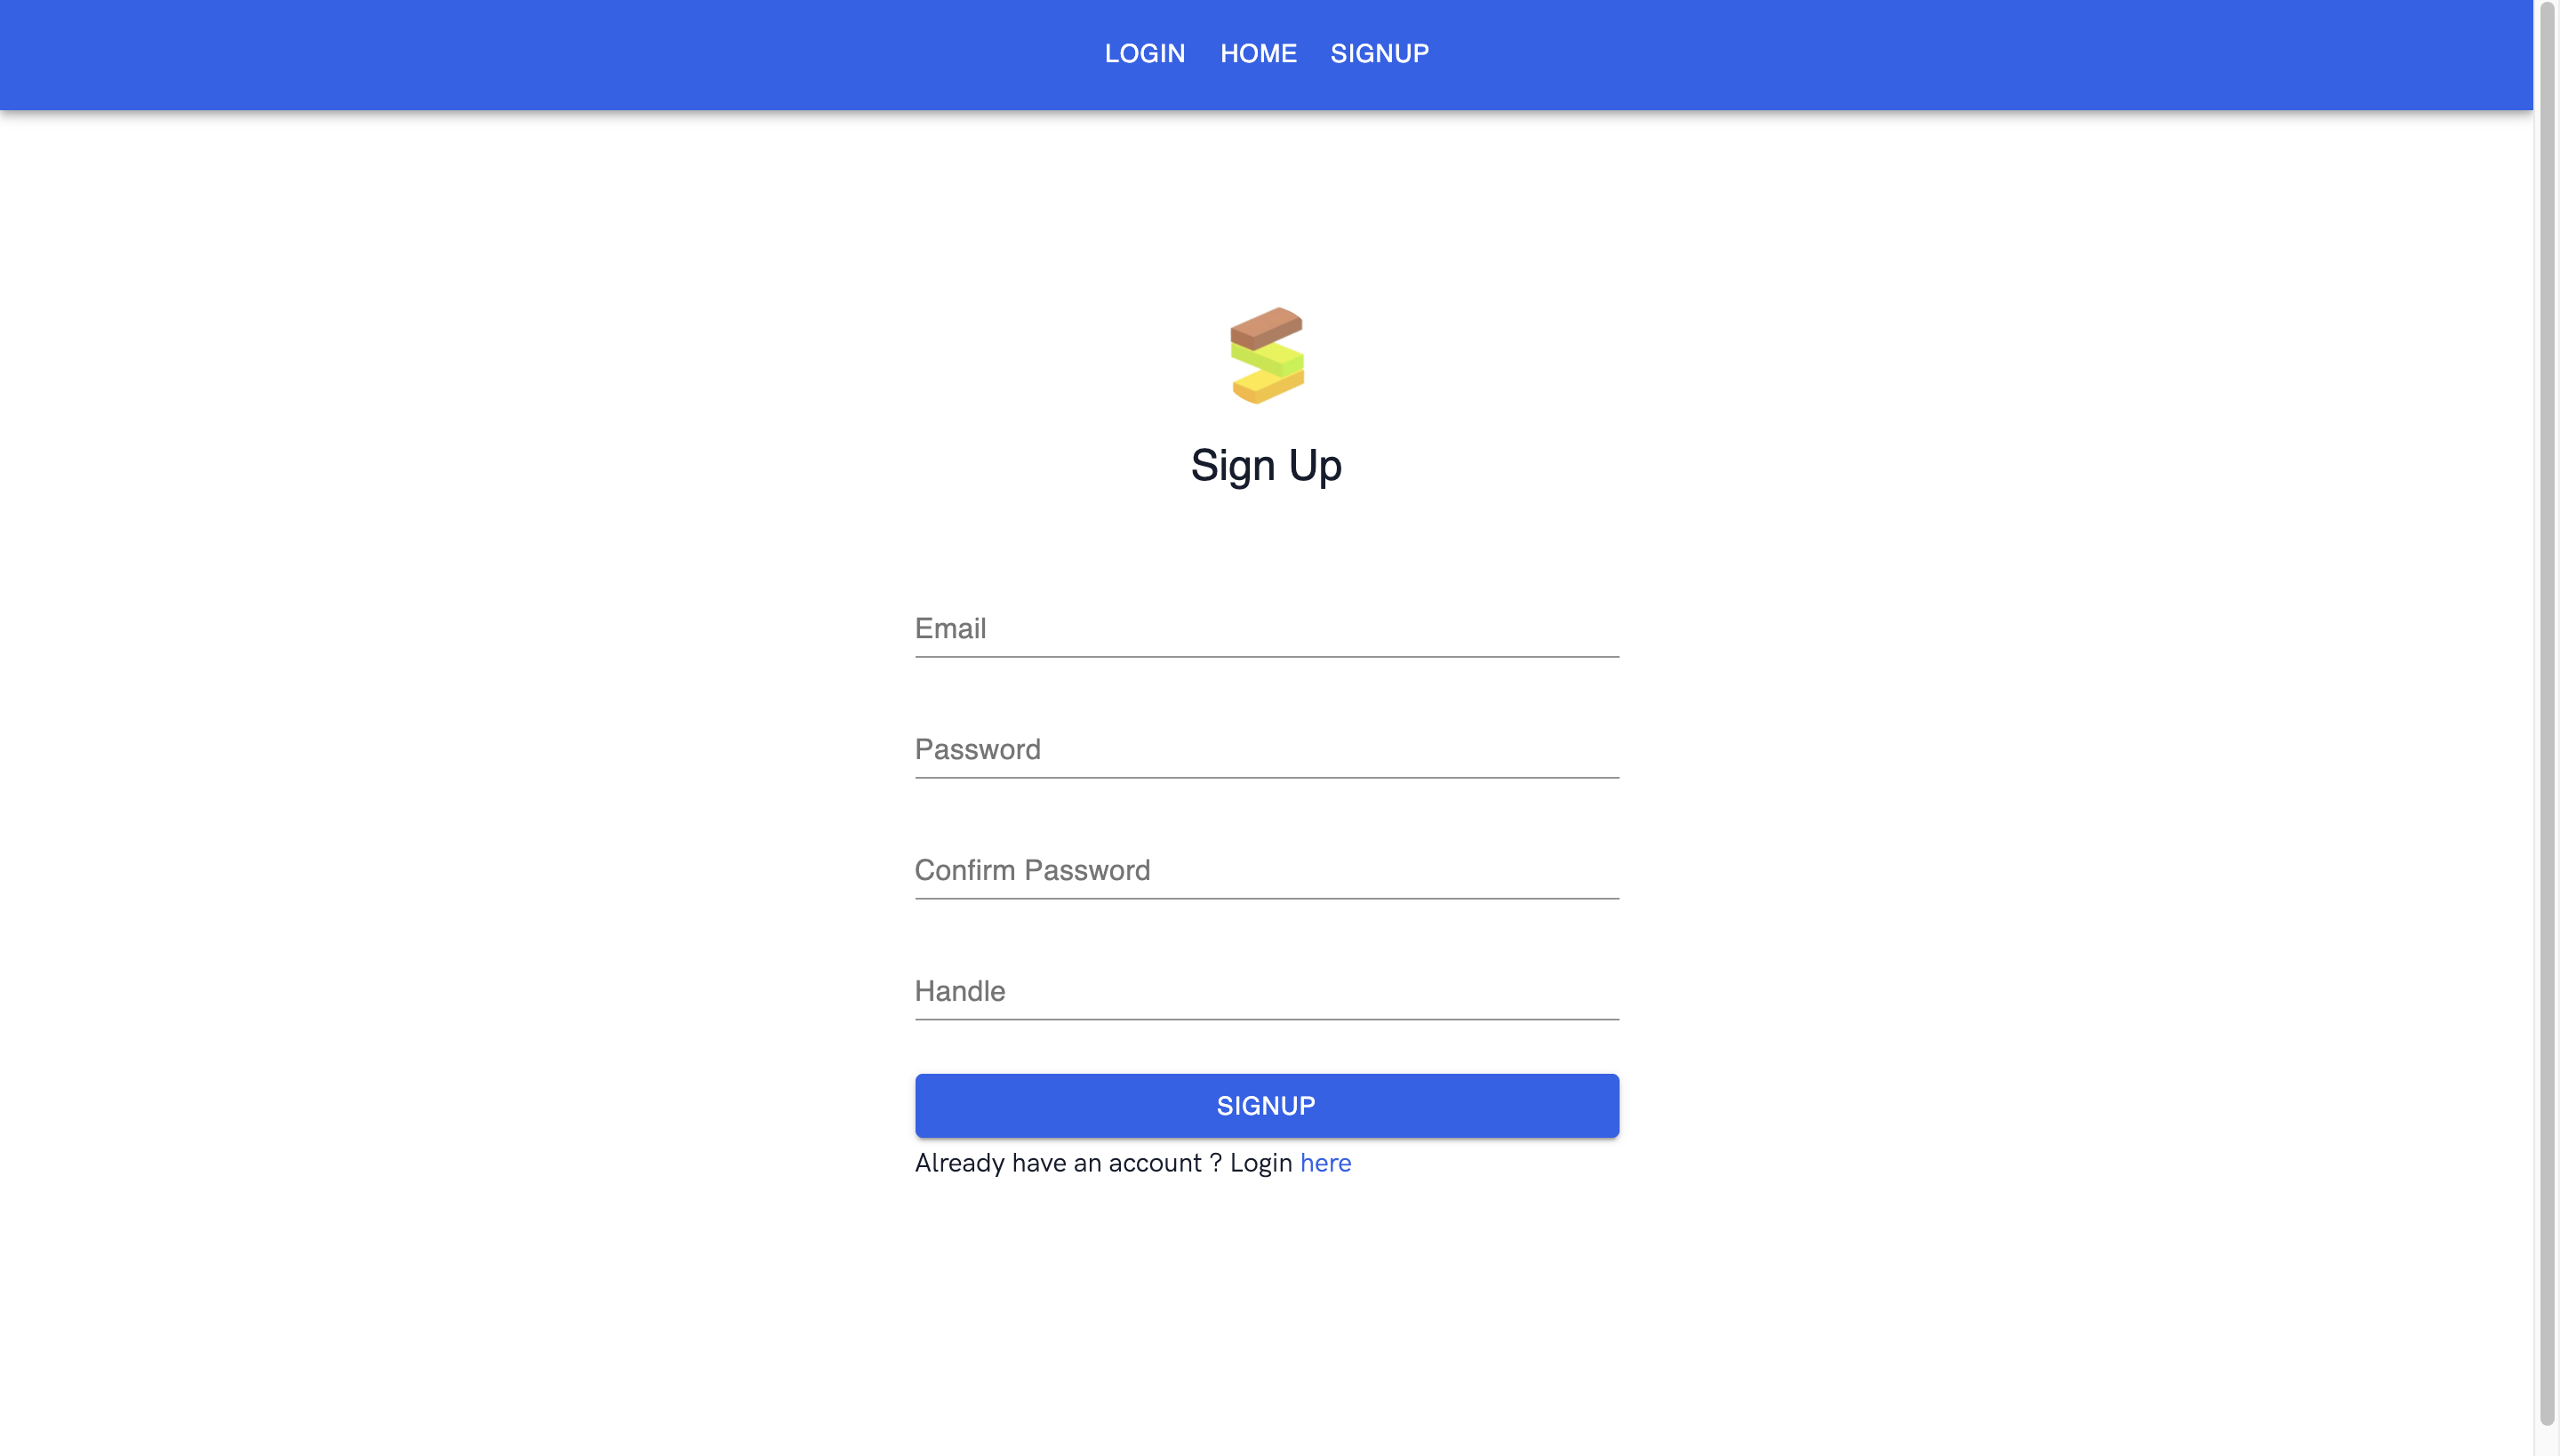 LOGIN HOME SIGNUP
Sign Up
Email
Password
Confirm Password
Handle
SIGNUP
Already have an account ? Login here